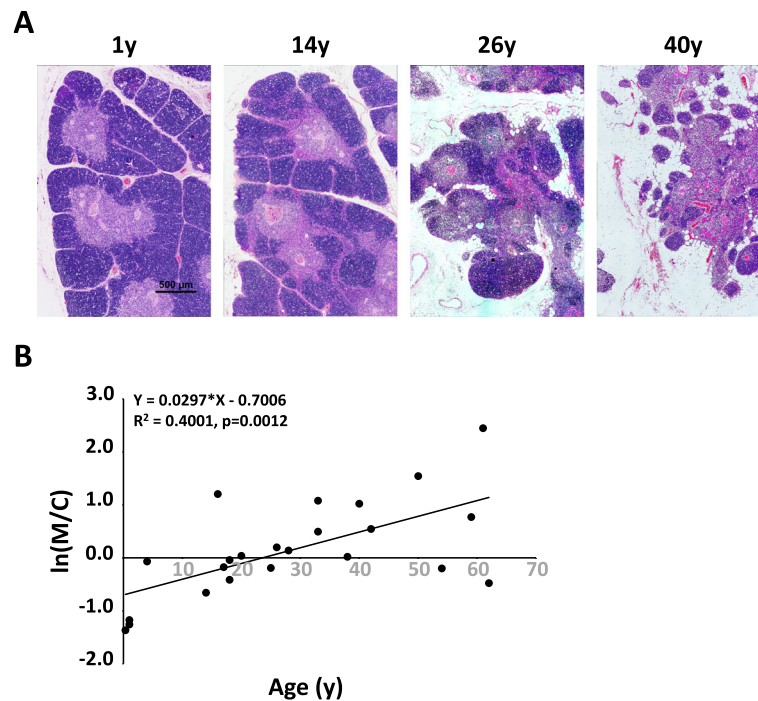 A
1y 14y 26y 40y
500 µm
B
Y = 0.0297*X - 0.7006
R² = 0.4001, p=0.0012
3.0
2.0
1.0
0.0
-1.0
-2.0
ln(M/C)
10 20 30 40 50 60 70
Age (y)